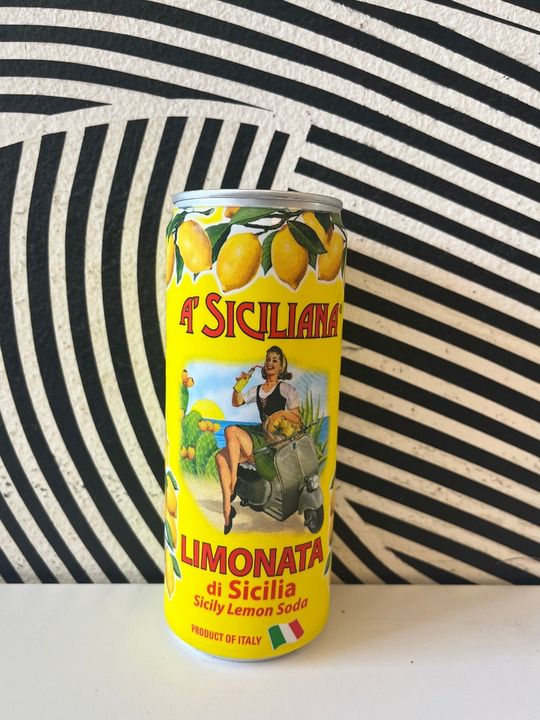 A' SICILIANA
LIMONATA
di Sicilia
Sicily Lemon Soda
PRODUCT OF ITALY